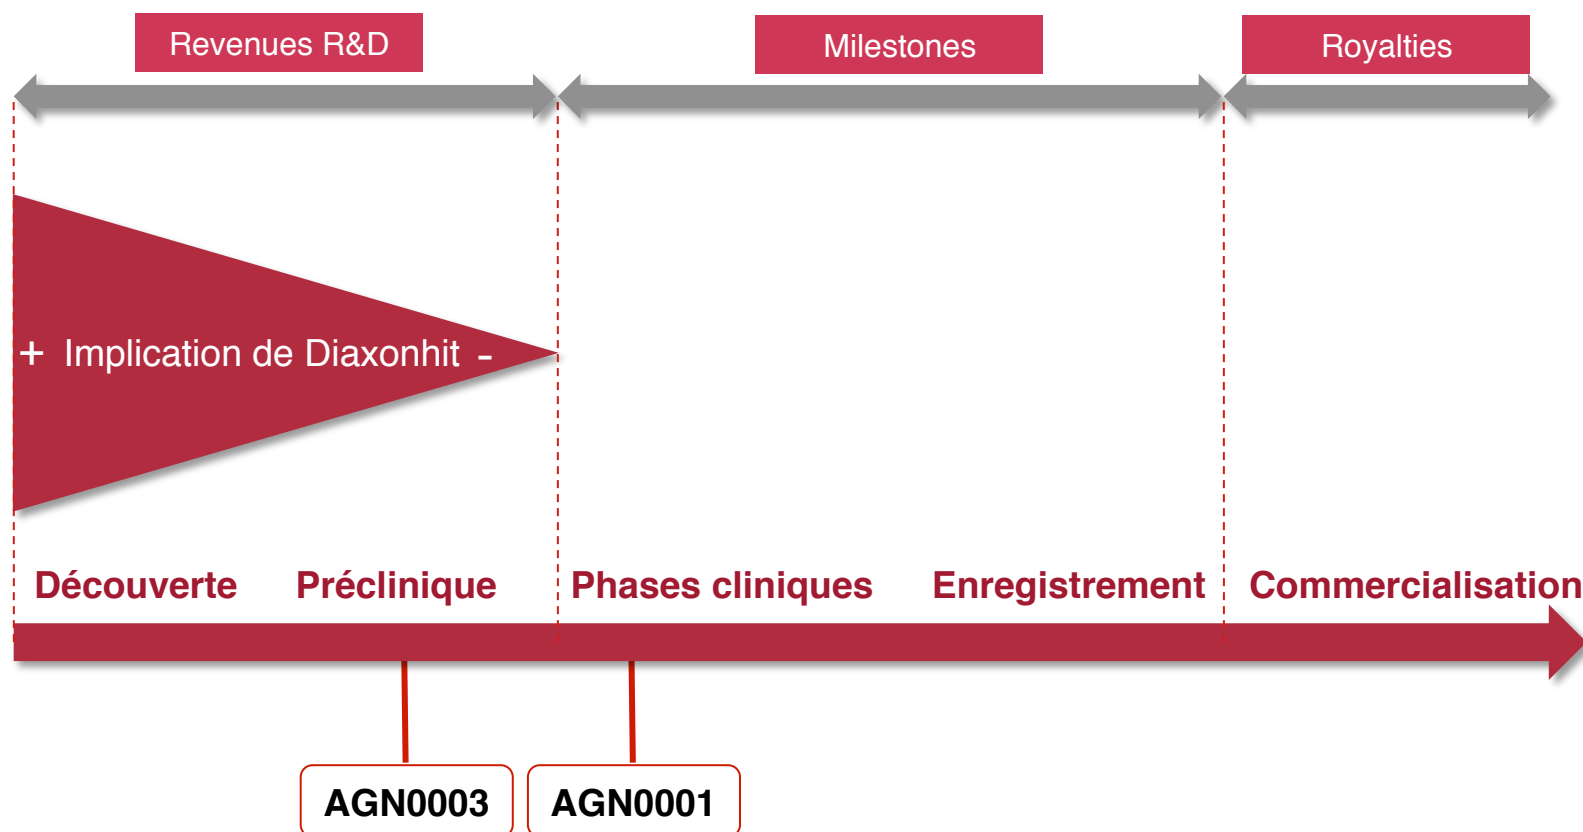 Revenues R&D
Milestones
Royalties
+ Implication de Diaxonhit -
Découverte Préclinique Phases cliniques Enregistrement Commercialisation
AGN0003 AGN0001